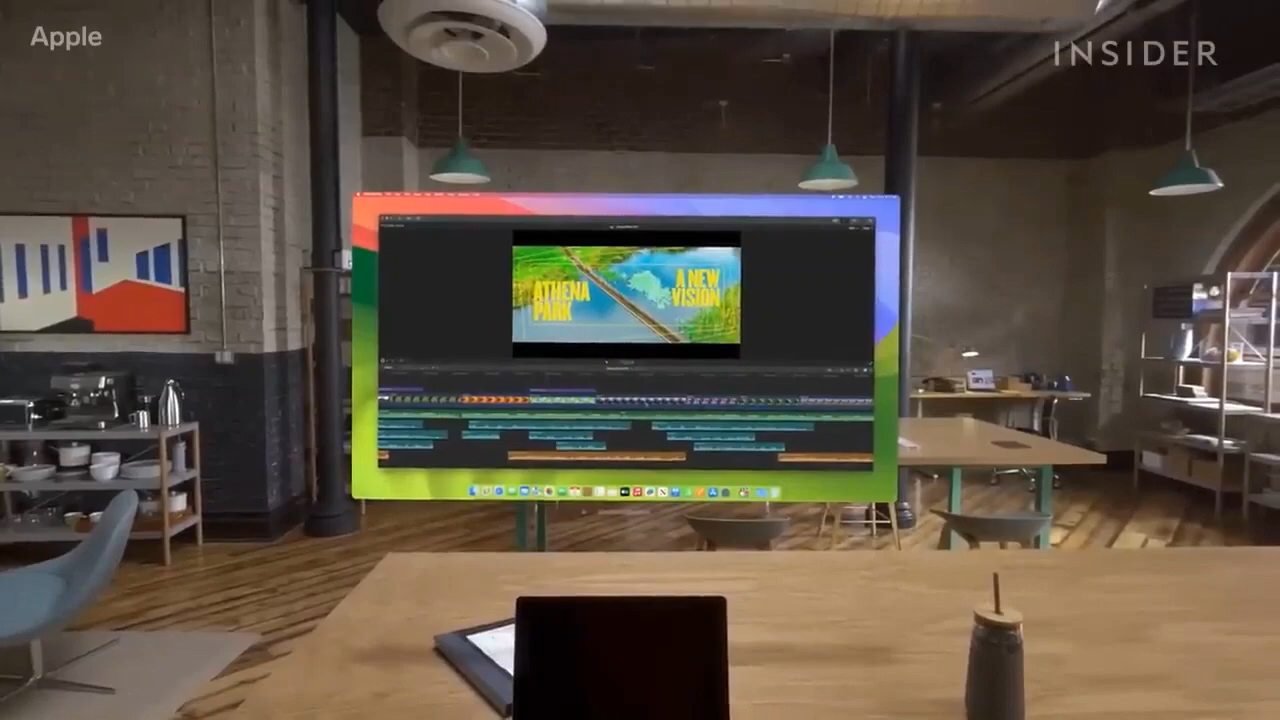 Apple
INSIDER
ATHENA
PARK
A NEW
VISION